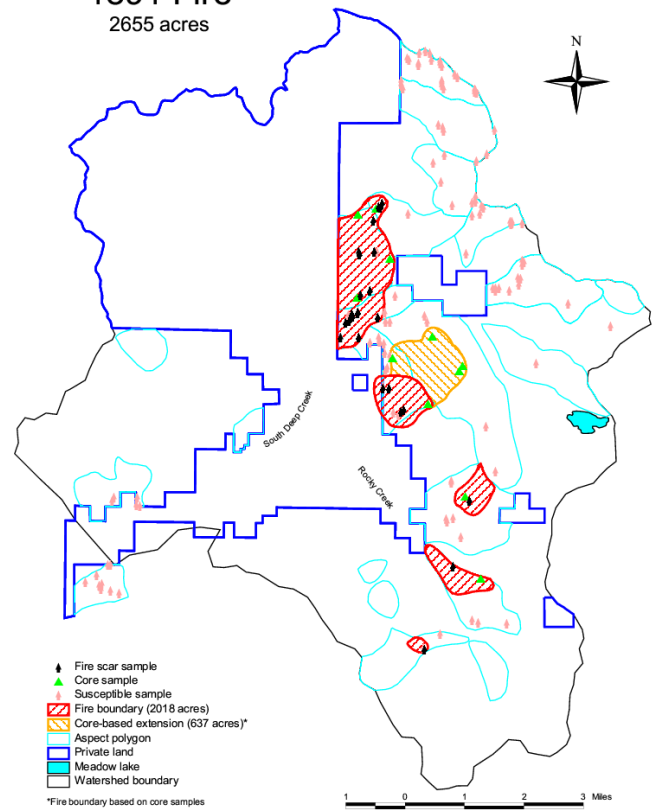 2655 acres
N
South Deep Creek
Rocky Creek
Fire scar sample
Core sample
Susceptible sample
Fire boundary (2018 acres)
Core-based extension (637 acres)*
Aspect polygon
Private land
Meadow lake
Watershed boundary
*Fire boundary based on core samples
1 0 1 2 3 Miles